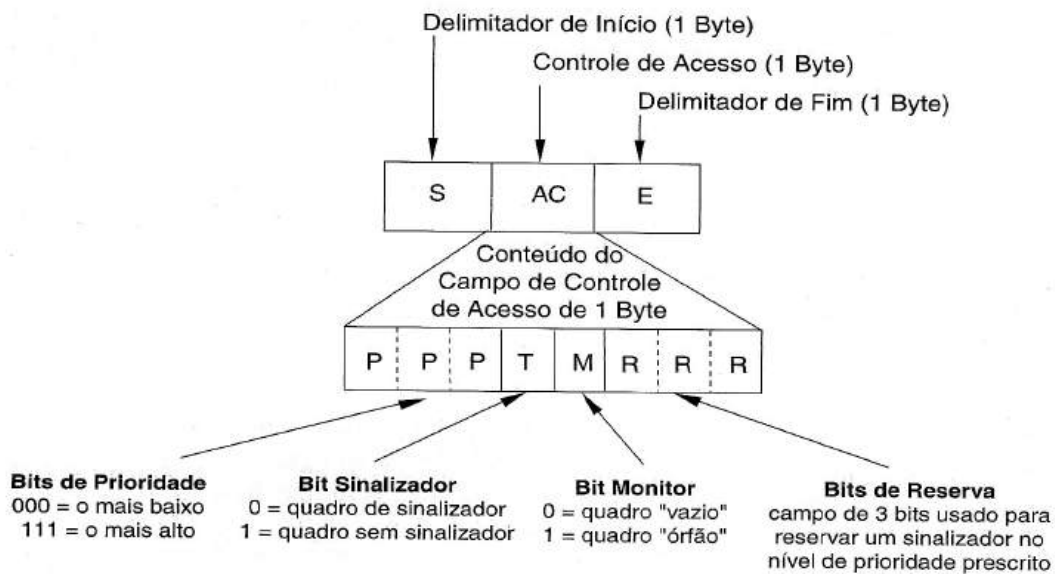 Delimitador de Início (1 Byte)
Controle de Acesso (1 Byte)
Delimitador de Fim (1 Byte)
S AC E
Conteúdo do
Campo de Controle
de Acesso de 1 Byte
P P P T M R R R
Bits de Prioridade
000 = o mais baixo
111 = o mais alto
Bit Sinalizador
0 = quadro de sinalizador
1 = quadro sem sinalizador
Bit Monitor
0 = quadro "vazio"
1 = quadro "órfão"
Bits de Reserva
campo de 3 bits usado para
reservar um sinalizador no
nível de prioridade prescrito